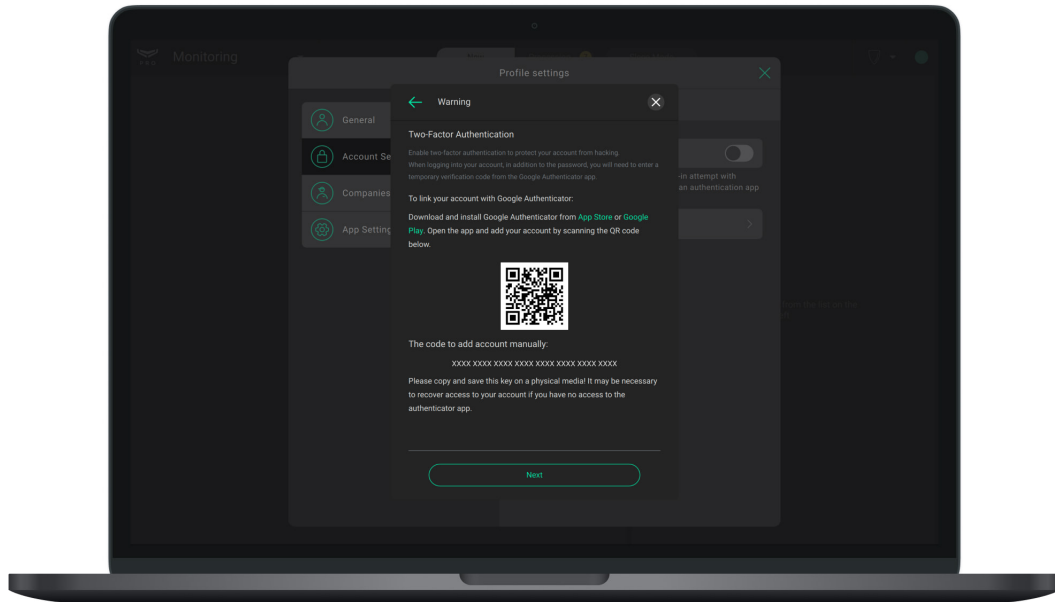 Monitoring
PRO
Profile settings
Warning
General
Account Se
Companies
App Setting
Two-Factor Authentication
Enable two-factor authentication to protect your account from hacking.
When logging into your account, in addition to the password, you will need to enter a
temporary verification code from the Google Authenticator app.
-in attempt with
an authentication app
To link your account with Google Authenticator:
Download and install Google Authenticator from App Store or Google
Play. Open the app and add your account by scanning the QR code
below.
The code to add account manually:
XXXX XXXX XXXX XXXX XXXX XXXX XXXX XXXX
Please copy and save this key on a physical media! It may be necessary
to recover access to your account if you have no access to the
authenticator app.
Next